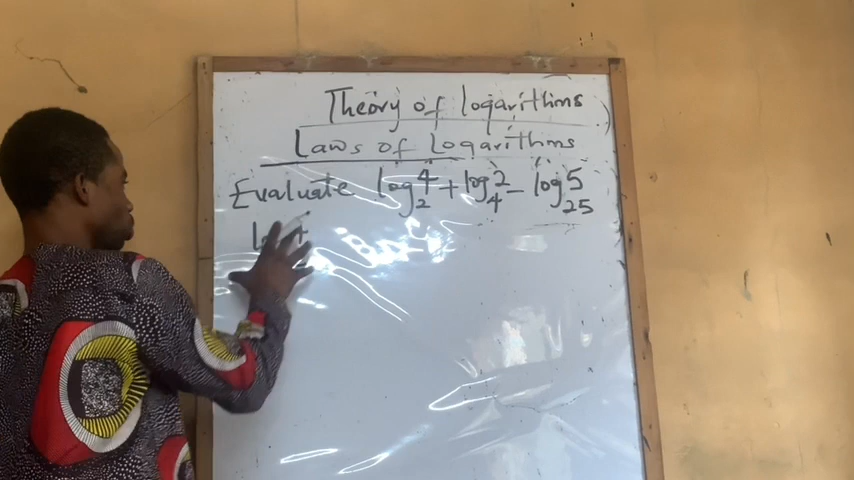 Theory of logarithms
Laws of Logarithms
Evaluate log₂4 + log₄2 - log₂₅5